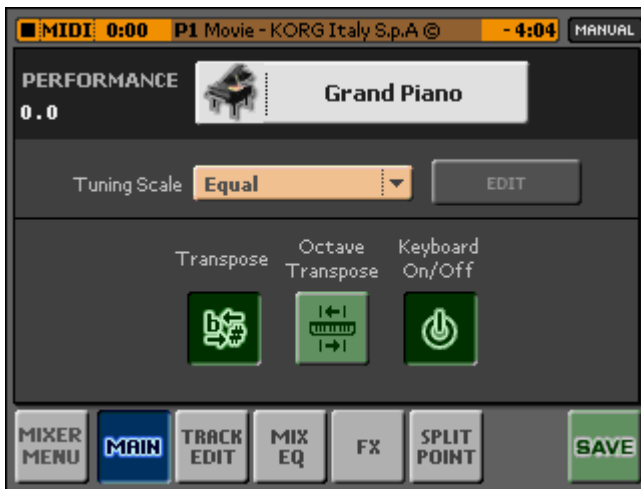 MIDI 0:00 P1 Movie - KORG Italy S.p.A © - 4:04 MANUAL
PERFORMANCE
0.0
Grand Piano
Tuning Scale Equal EDIT
Transpose
Octave
Transpose
Keyboard
On/Off
b #
MIXER
MENU
MAIN
TRACK
EDIT
MIX
EQ
FX
SPLIT
POINT
SAVE